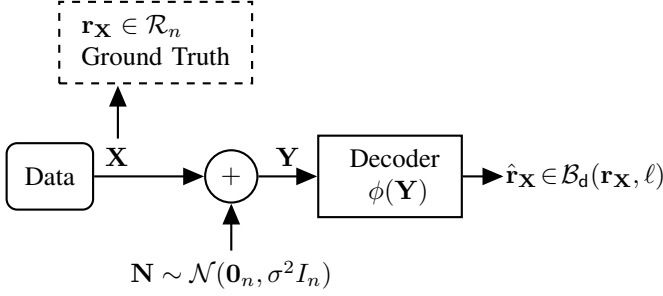 r_X ∈ ℛ_n
Ground Truth
Data
X
+
Y
Decoder
ϕ(Y)
r̂_X ∈ ℬ_d(r_X, ℓ)
N ∼ 𝒩(0_n, σ²I_n)